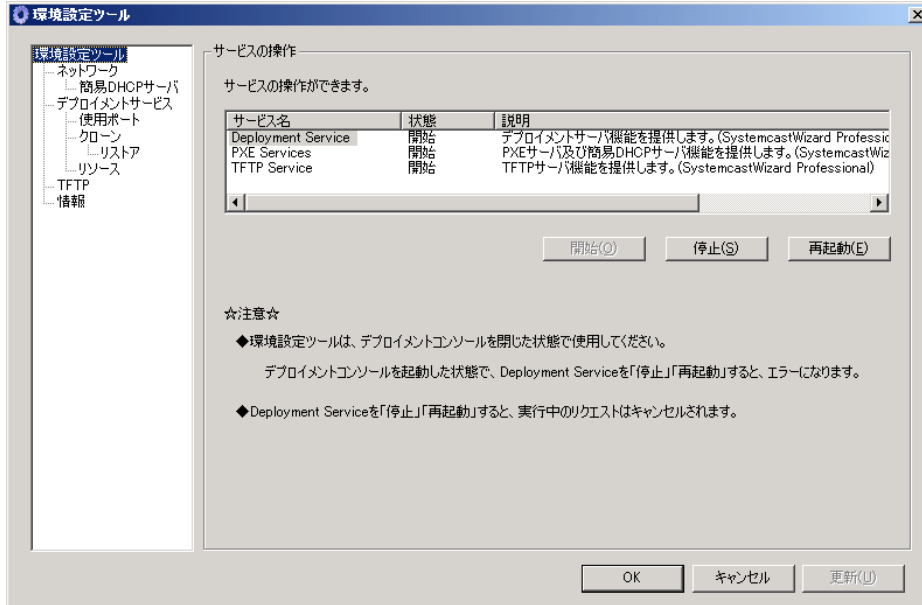 環境設定ツール
環境設定ツール
ネットワーク
簡易DHCPサーバ
デプロイメントサービス
使用ポート
クローン
リストア
リソース
TFTP
情報
サービスの操作
サービスの操作ができます。
サービス名 状態 説明
Deployment Service 開始 デプロイメントサーバ機能を提供します。(SystemcastWizard Professic
PXE Services 開始 PXEサーバ及び簡易DHCPサーバ機能を提供します。(SystemcastWiz
TFTP Service 開始 TFTPサーバ機能を提供します。(SystemcastWizard Professional)
開始(O) 停止(S) 再起動(E)
☆注意☆
◆環境設定ツールは、デプロイメントコンソールを閉じた状態で使用してください。
デプロイメントコンソールを起動した状態で、Deployment Serviceを「停止」「再起動」すると、エラーになります。
◆Deployment Serviceを「停止」「再起動」すると、実行中のリクエストはキャンセルされます。
OK キャンセル 更新(U)